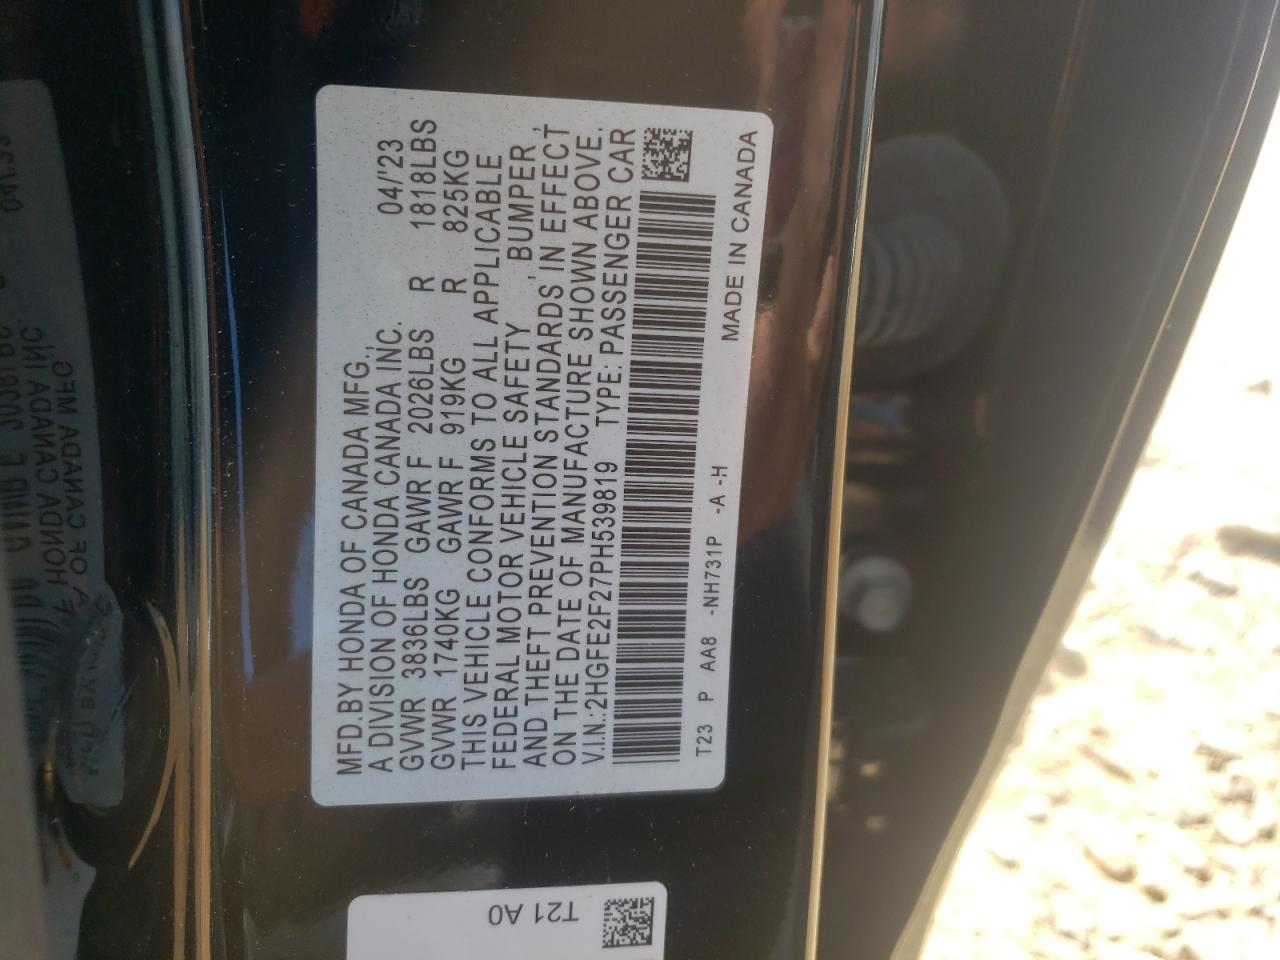 MFD.BY HONDA OF CANADA MFG.,
A DIVISION OF HONDA CANADA INC. 04/'23
GVWR 3836LBS GAWR F 2026LBS R 1818LBS
GVWR 1740KG GAWR F 919KG R 825KG
THIS VEHICLE CONFORMS TO ALL APPLICABLE
FEDERAL MOTOR VEHICLE SAFETY, BUMPER,
AND THEFT PREVENTION STANDARDS, IN EFFECT
ON THE DATE OF MANUFACTURE SHOWN ABOVE.
V.I.N.:2HGFE2F27PH539819 TYPE: PASSENGER CAR
T23 P AA8 -NH731P -A -H MADE IN CANADA
T21 A0